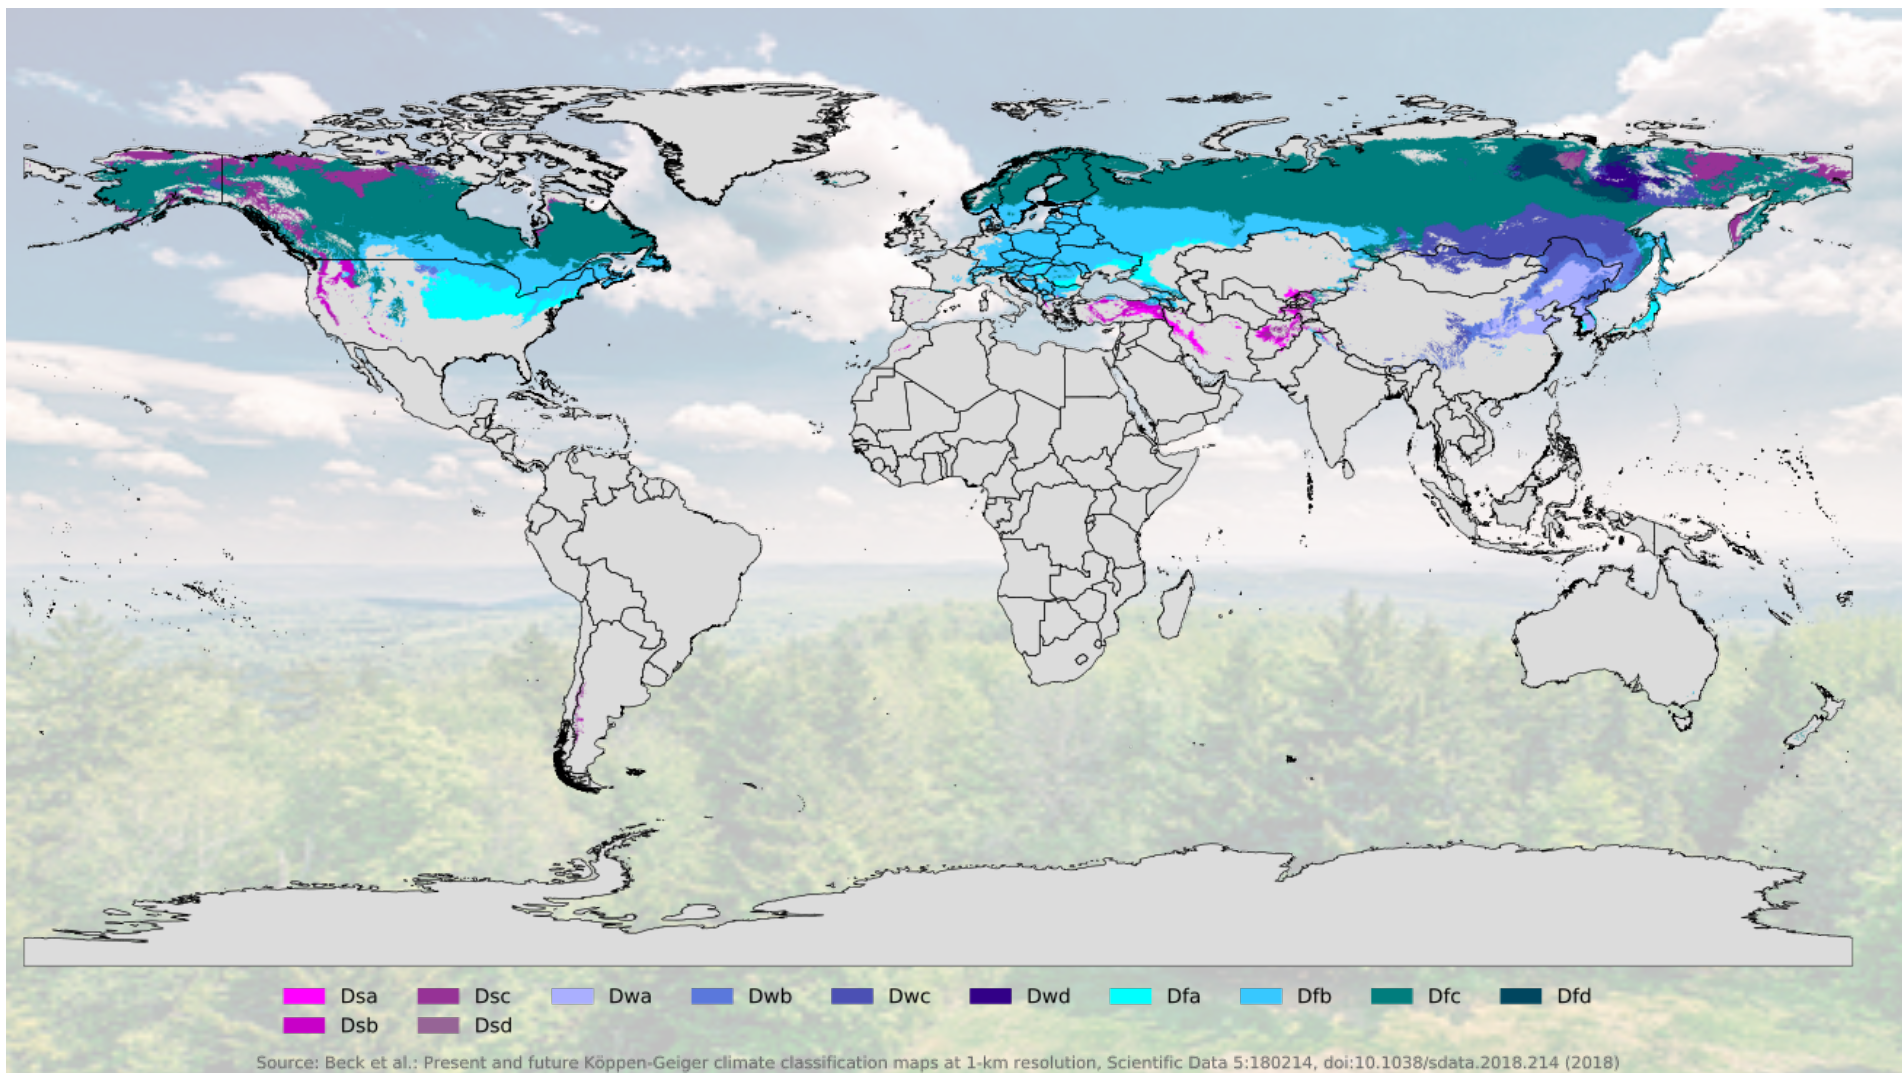 Dsa Dsc Dwa Dwb Dwc Dwd Dfa Dfb Dfc Dfd
Dsb Dsd
Source: Beck et al.: Present and future Köppen-Geiger climate classification maps at 1-km resolution, Scientific Data 5:180214, doi:10.1038/sdata.2018.214 (2018)